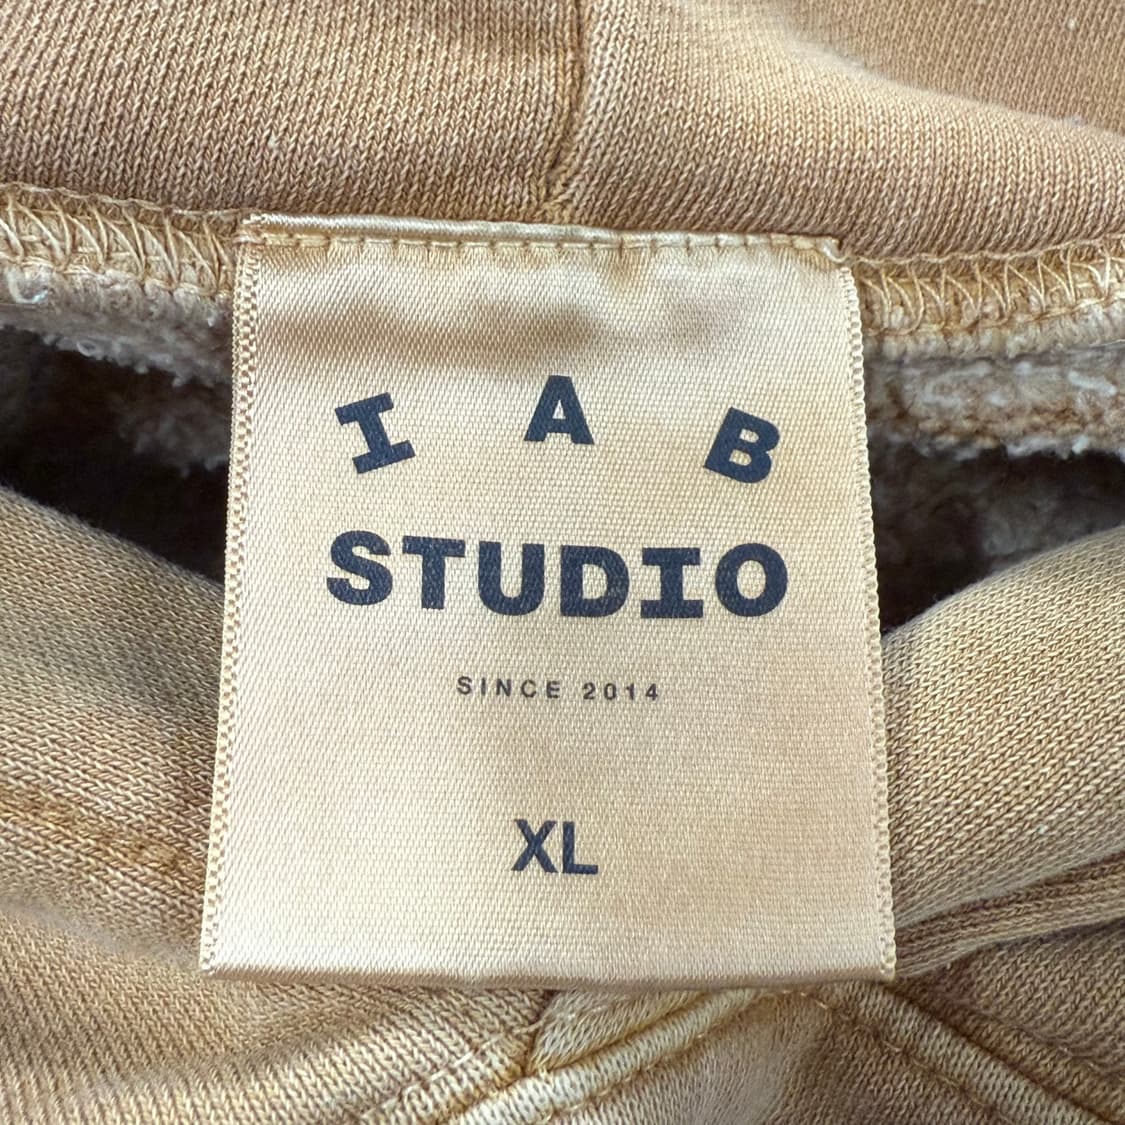 I A B
STUDIO
SINCE 2014
XL